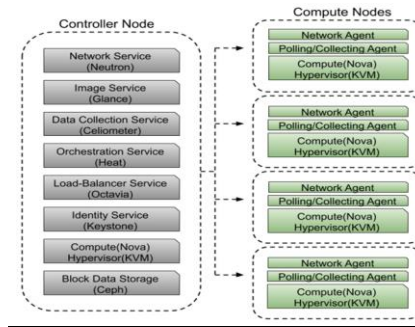 Controller Node
Network Service
(Neutron)
Image Service
(Glance)
Data Collection Service
(Celiometer)
Orchestration Service
(Heat)
Load-Balancer Service
(Octavia)
Identity Service
(Keystone)
Compute(Nova)
Hypervisor(KVM)
Block Data Storage
(Ceph)
Compute Nodes
Network Agent
Polling/Collecting Agent
Compute(Nova)
Hypervisor(KVM)
Network Agent
Polling/Collecting Agent
Compute(Nova)
Hypervisor(KVM)
Network Agent
Polling/Collecting Agent
Compute(Nova)
Hypervisor(KVM)
Network Agent
Polling/Collecting Agent
Compute(Nova)
Hypervisor(KVM)